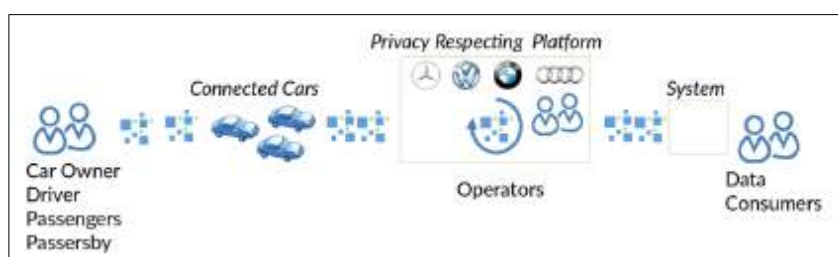 Privacy Respecting Platform
Connected Cars
System
Car Owner
Driver
Passengers
Passersby
Operators
Data
Consumers